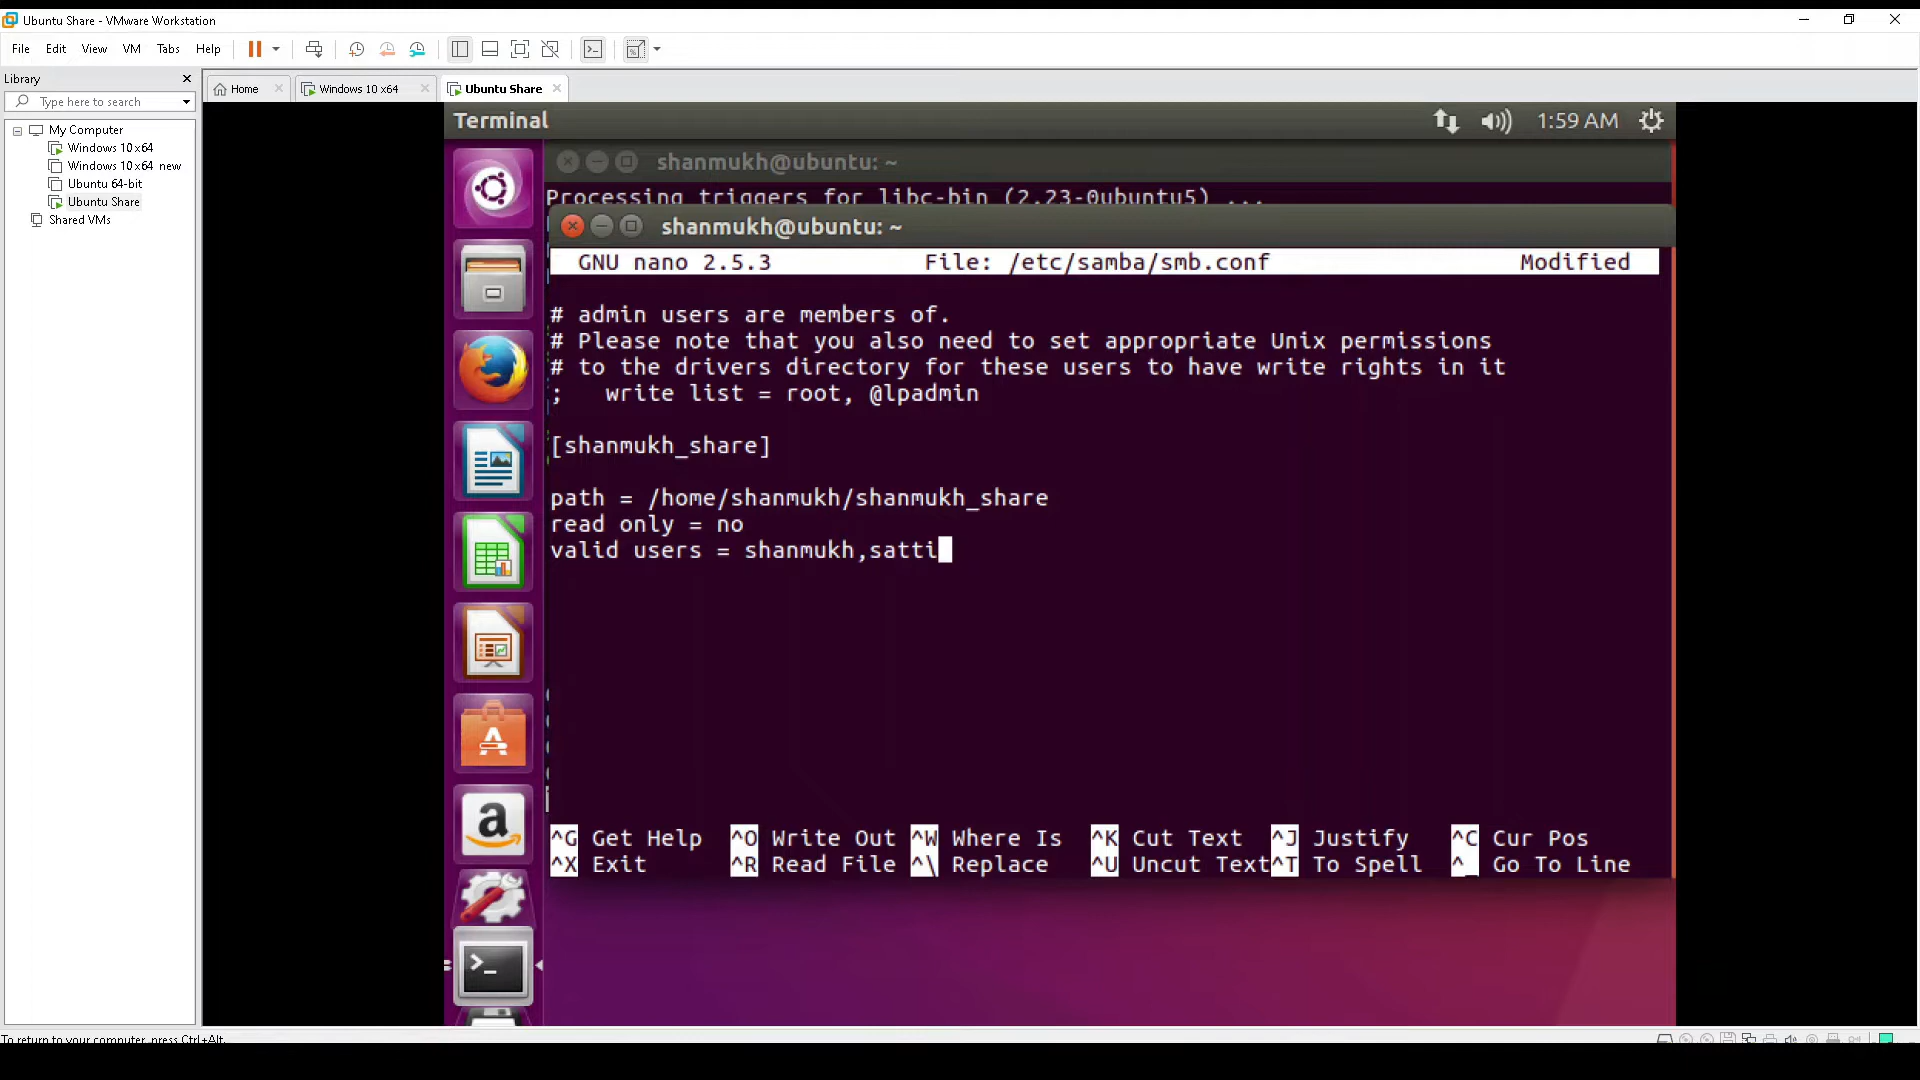 Ubuntu Share - VMware Workstation
File Edit View VM Tabs Help
Library
Type here to search
My Computer
Windows 10 x64
Windows 10 x64 new
Ubuntu 64-bit
Ubuntu Share
Shared VMs
Home Windows 10 x64 Ubuntu Share
Terminal 1:59 AM
shanmukh@ubuntu: ~
Processing triggers for libc-bin (2.23-0ubuntu5) ...
shanmukh@ubuntu: ~
GNU nano 2.5.3 File: /etc/samba/smb.conf Modified
# admin users are members of.
# Please note that you also need to set appropriate Unix permissions
# to the drivers directory for these users to have write rights in it
; write list = root, @lpadmin
[shanmukh_share]
path = /home/shanmukh/shanmukh_share
read only = no
valid users = shanmukh,satti
^G Get Help ^O Write Out ^W Where Is ^K Cut Text ^J Justify ^C Cur Pos
^X Exit ^R Read File ^\ Replace ^U Uncut Text ^T To Spell ^_ Go To Line
To return to your computer, press Ctrl+Alt.